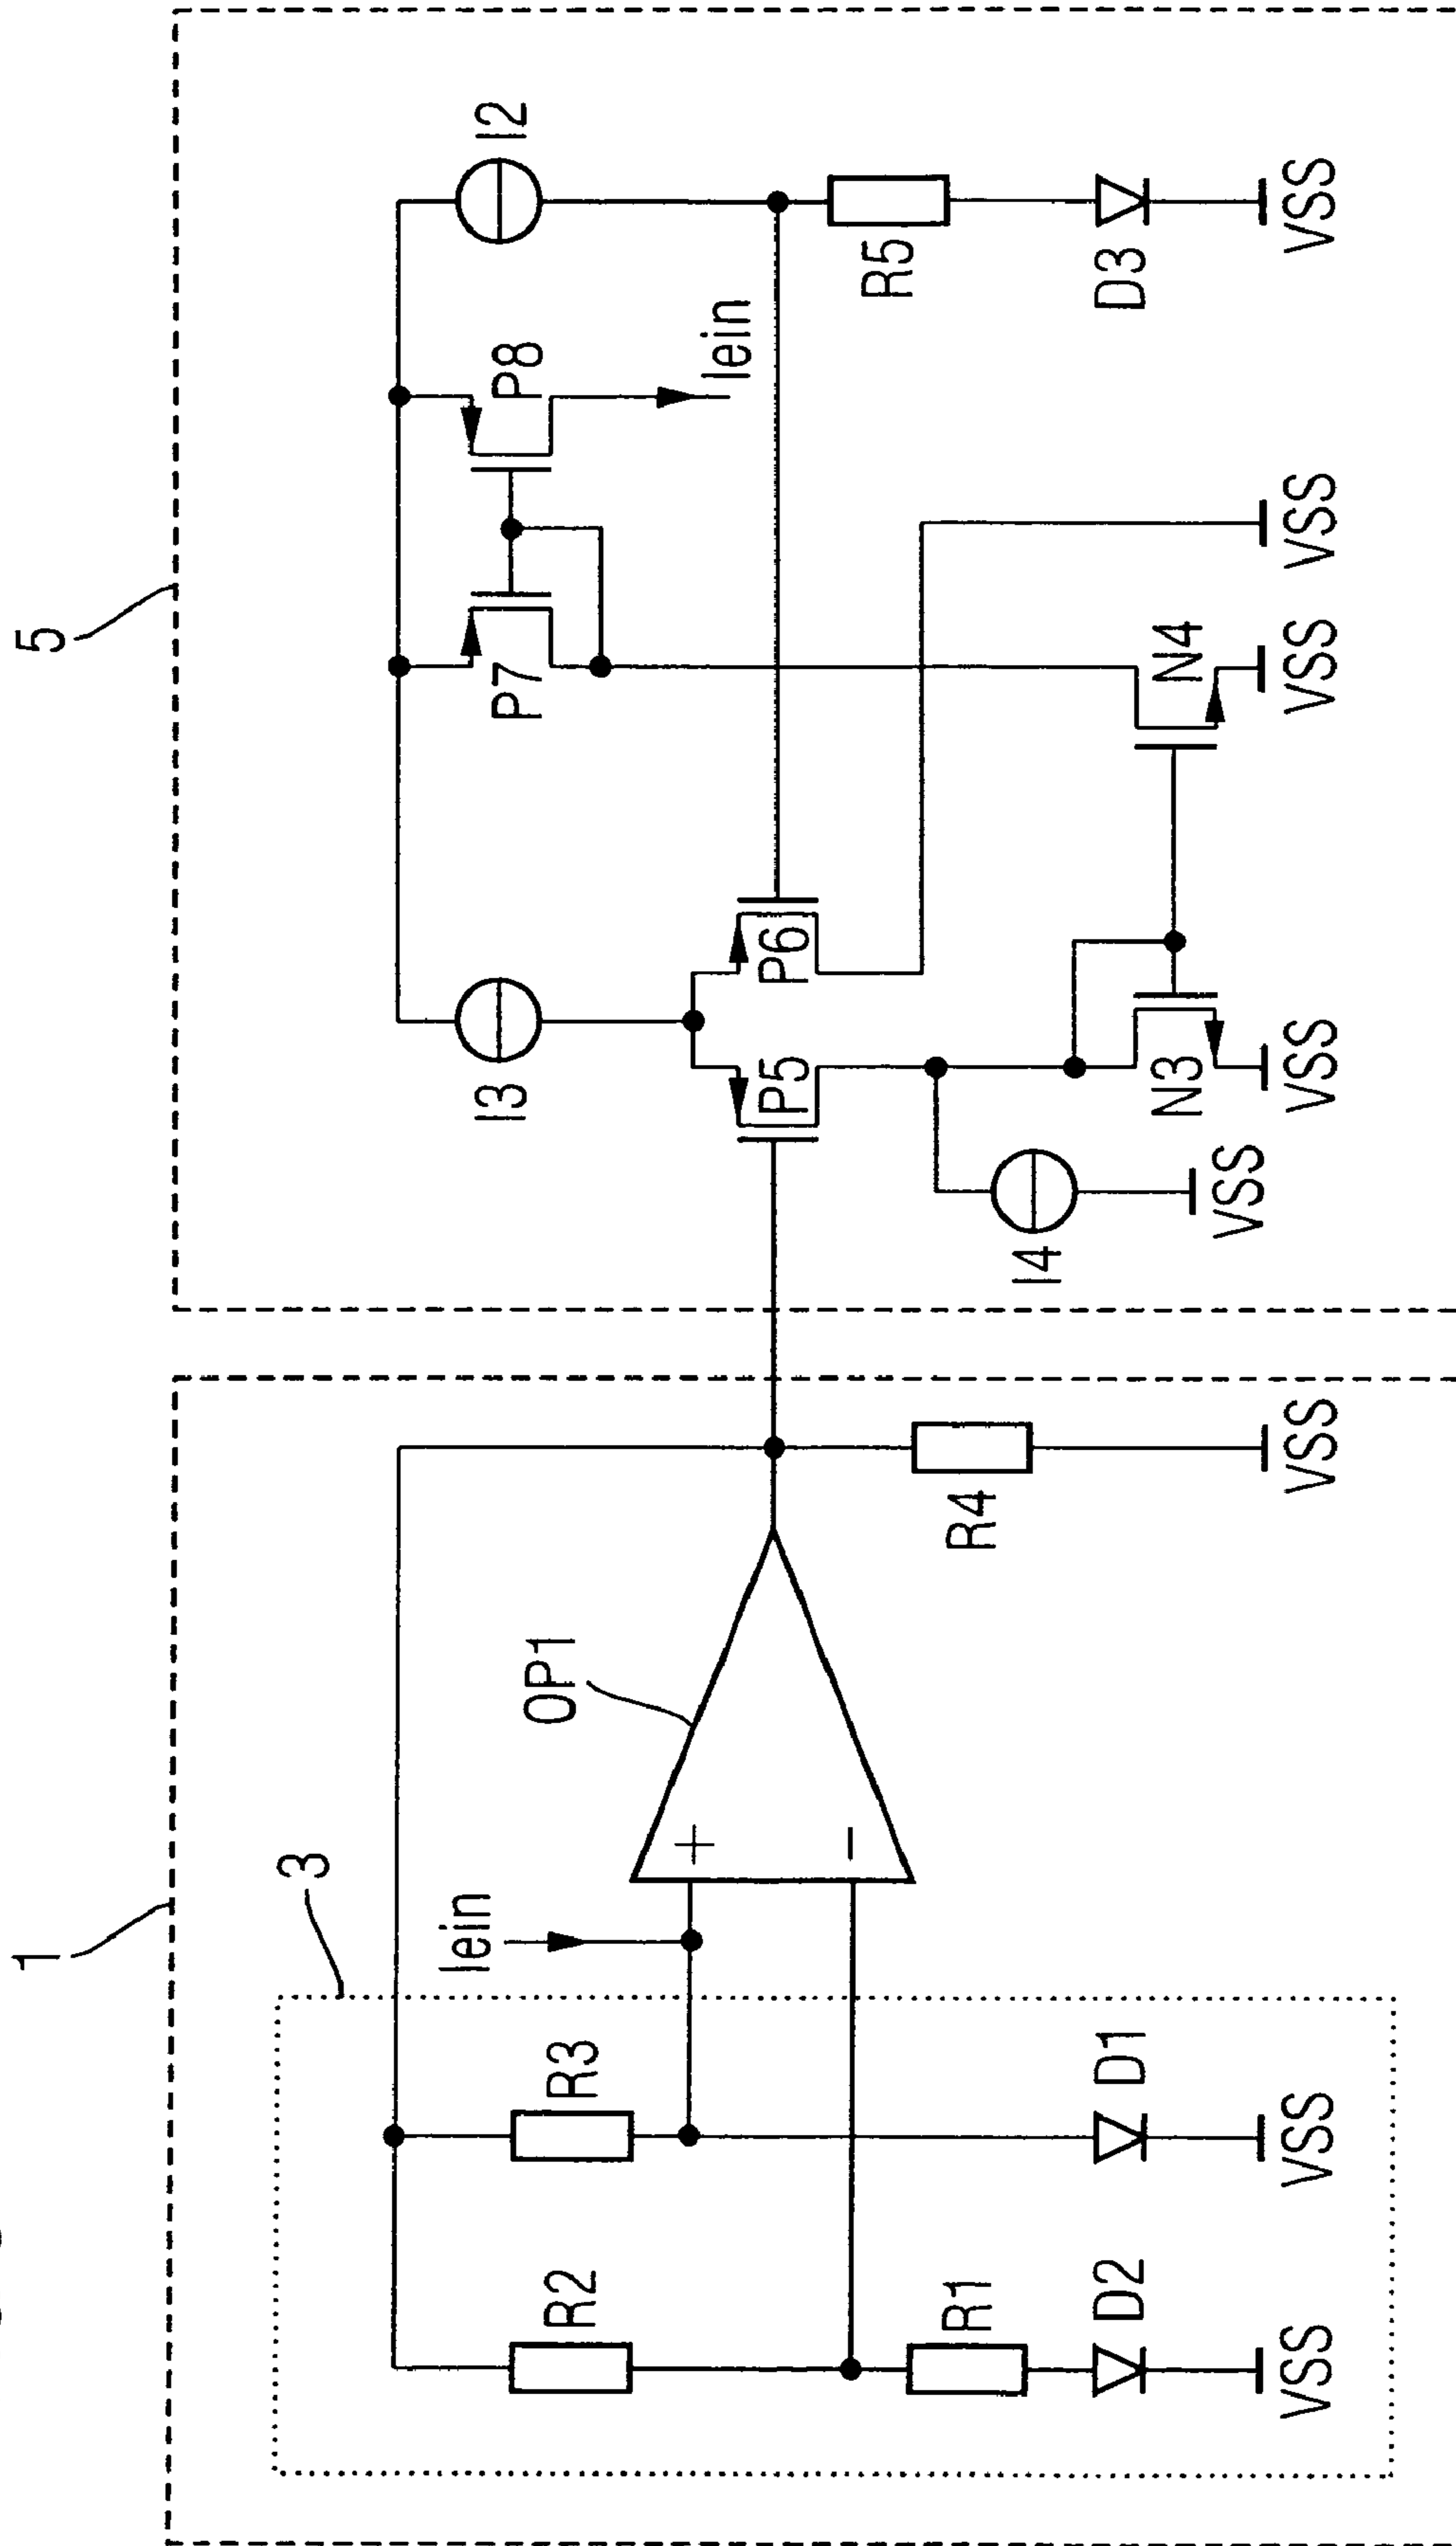 1
5
3
R2
R3
Iein
OP1
+
−
R1
D2
D1
R4
VSS
VSS
VSS
I3
P7
P8
I2
P5
P6
Iein
R5
I4
N3
N4
D3
VSS
VSS
VSS
VSS
VSS